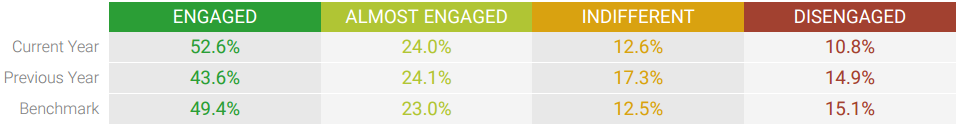 ENGAGED ALMOST ENGAGED INDIFFERENT DISENGAGED
Current Year 52.6% 24.0% 12.6% 10.8%
Previous Year 43.6% 24.1% 17.3% 14.9%
Benchmark 49.4% 23.0% 12.5% 15.1%